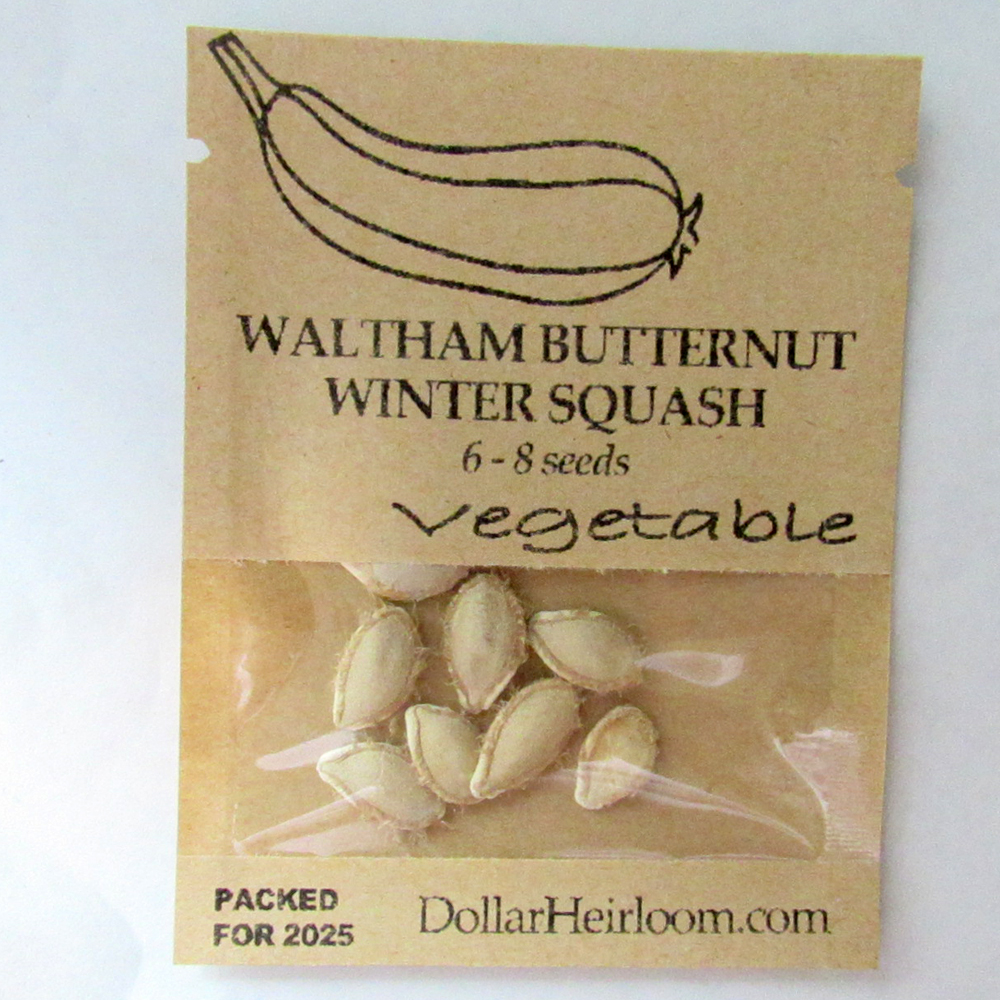 WALTHAM BUTTERNUT
WINTER SQUASH
6 - 8 seeds
vegetable
PACKED
FOR 2025
DollarHeirloom.com